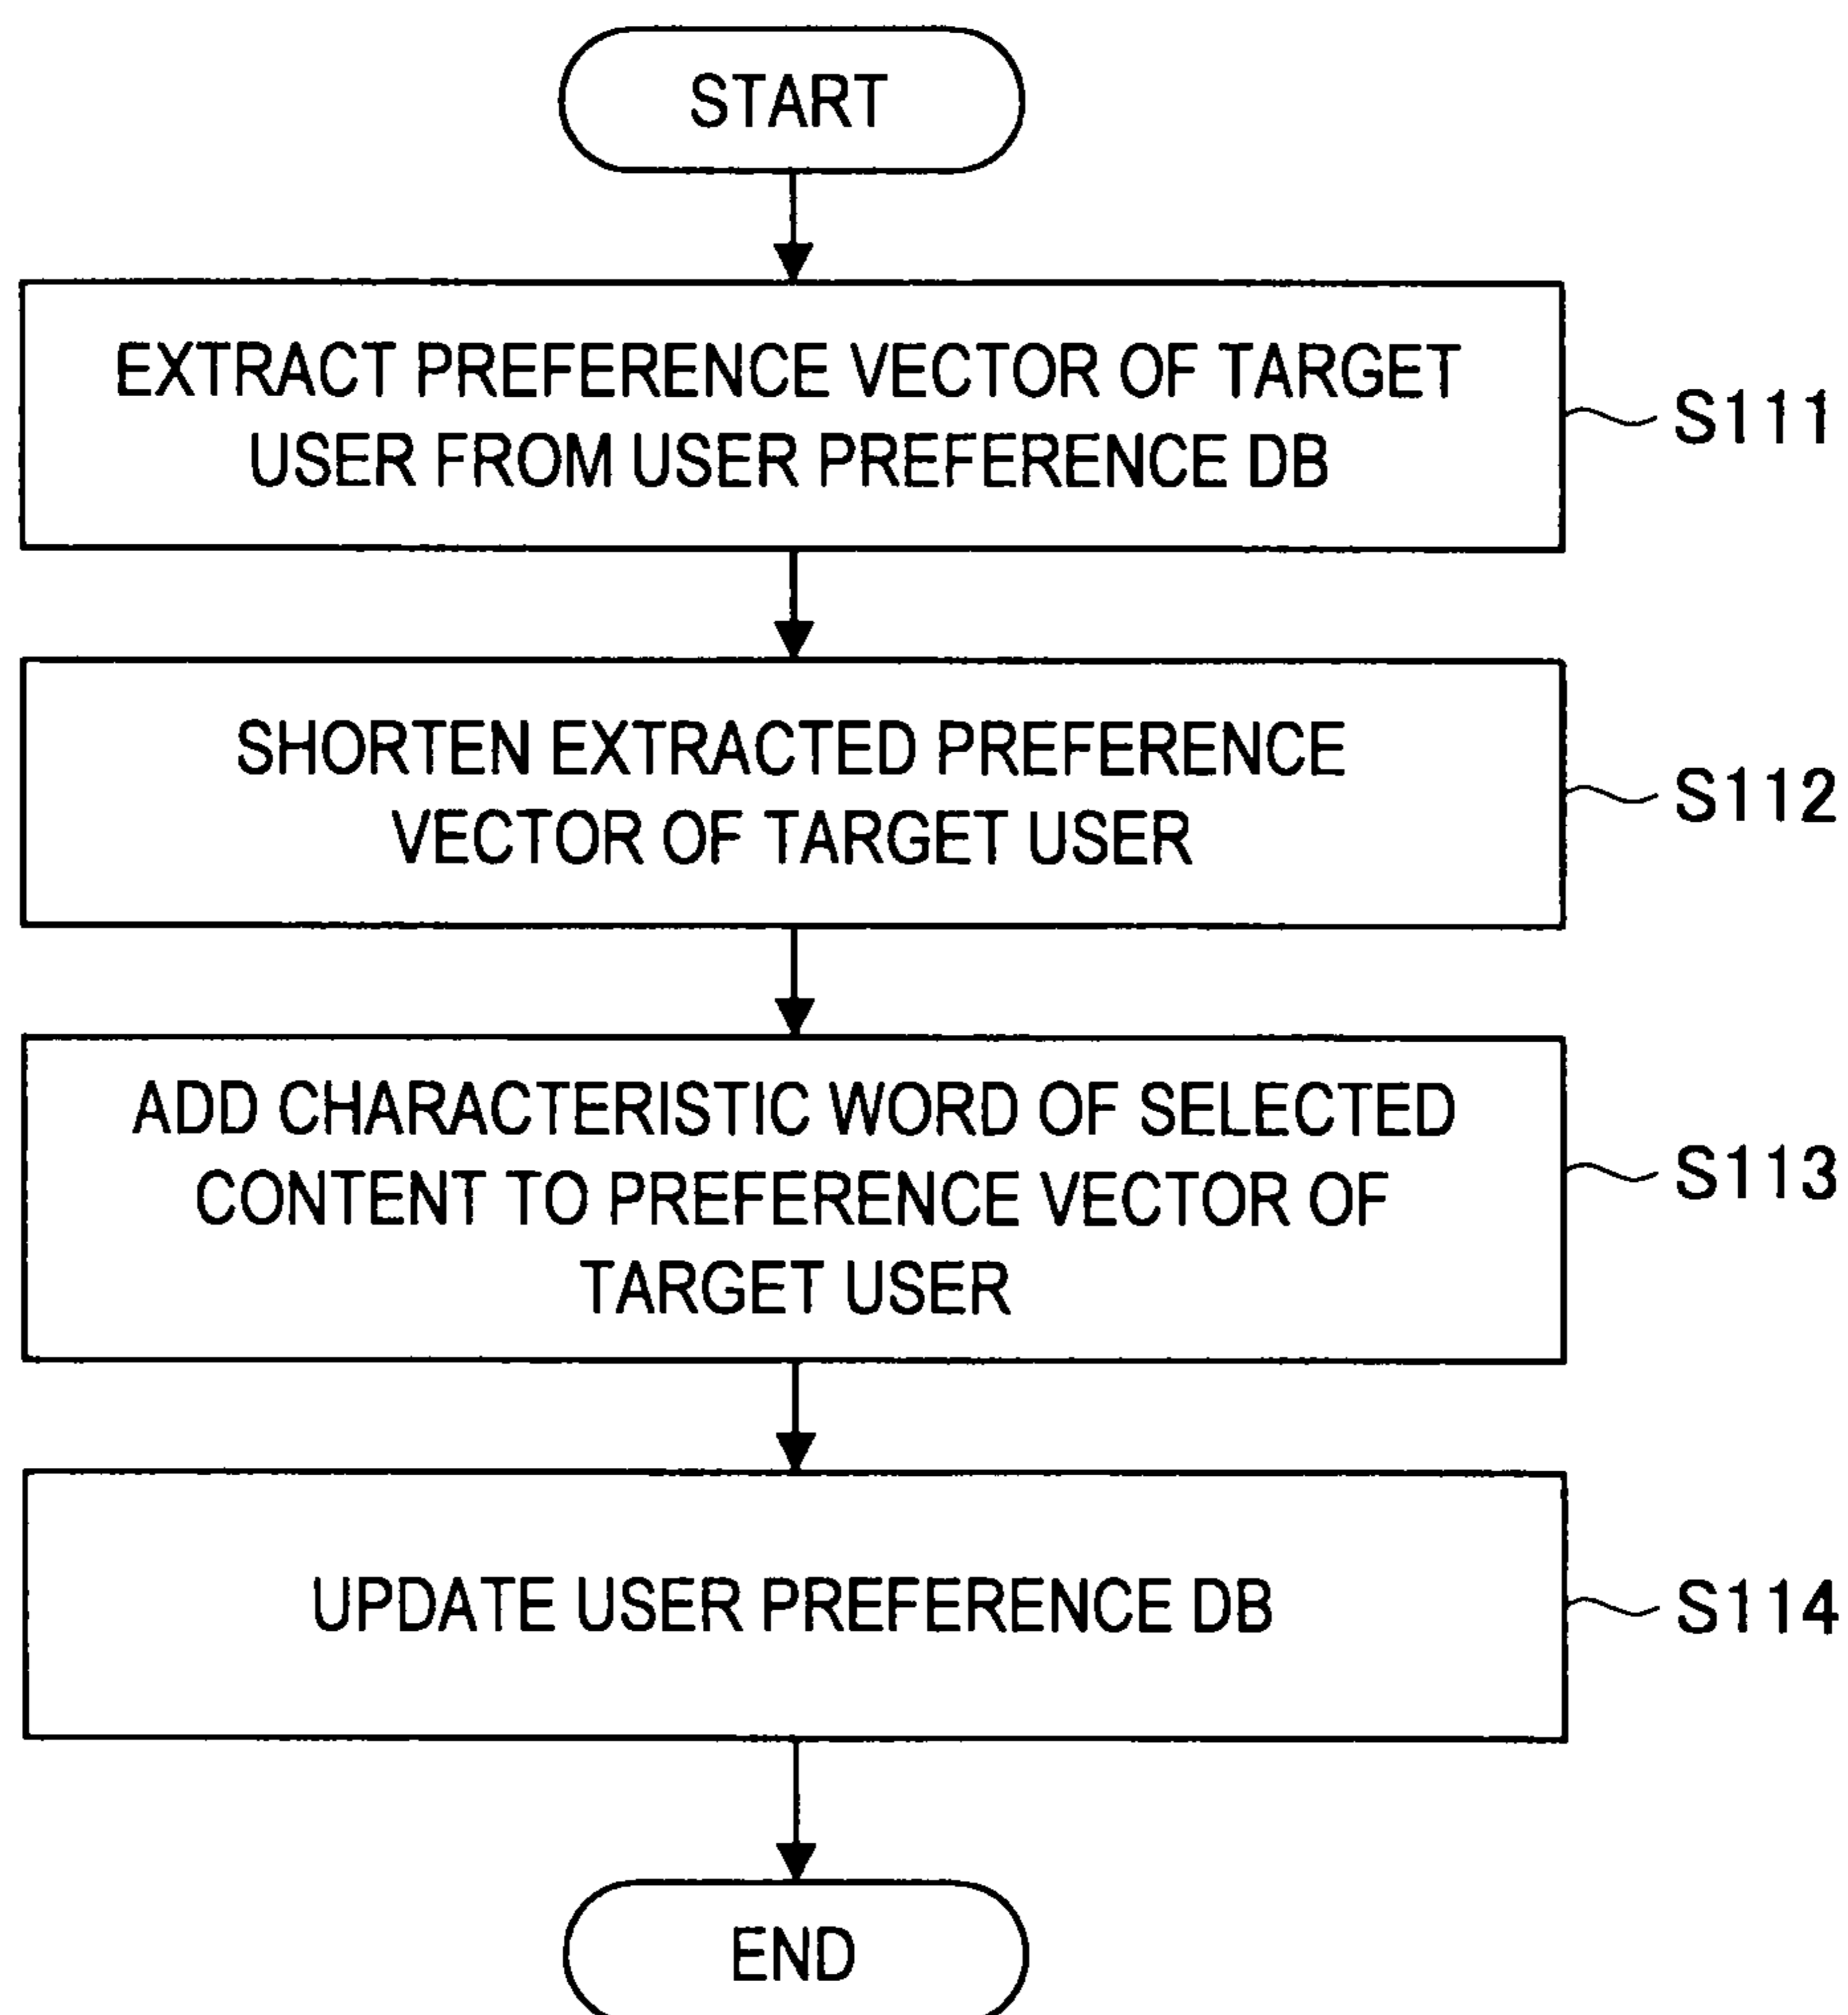 START
EXTRACT PREFERENCE VECTOR OF TARGET
USER FROM USER PREFERENCE DB
S111
SHORTEN EXTRACTED PREFERENCE
VECTOR OF TARGET USER
S112
ADD CHARACTERISTIC WORD OF SELECTED
CONTENT TO PREFERENCE VECTOR OF
TARGET USER
S113
UPDATE USER PREFERENCE DB
S114
END